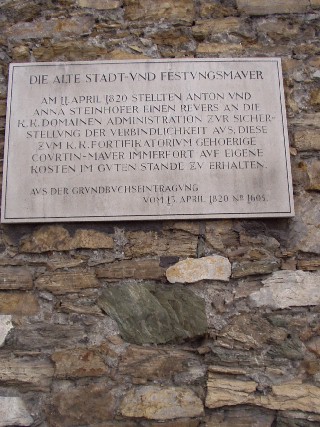 DIE ALTE STADT-VND FESTVNGSMAVER
AM 11. APRIL 1820 STELLTEN ANTON VND
ANNA STEINHOFER EINEN REVERS AN DIE
K.K. DOMAINEN ADMINISTRATION ZVR SICHER-
STELLVNG DER VERBINDLICHKEIT AVS, DIESE
ZVM K.K. FORTIFIKATORIVM GEHOERIGE
COVRTIN-MAVER IMMERFORT AVF EIGENE
KOSTEN IM GVTEN STANDE ZV ERHALTEN.
AVS DER GRVNDBVCHSEINTRAGVNG
VOM 13. APRIL 1820 Nº 1605.